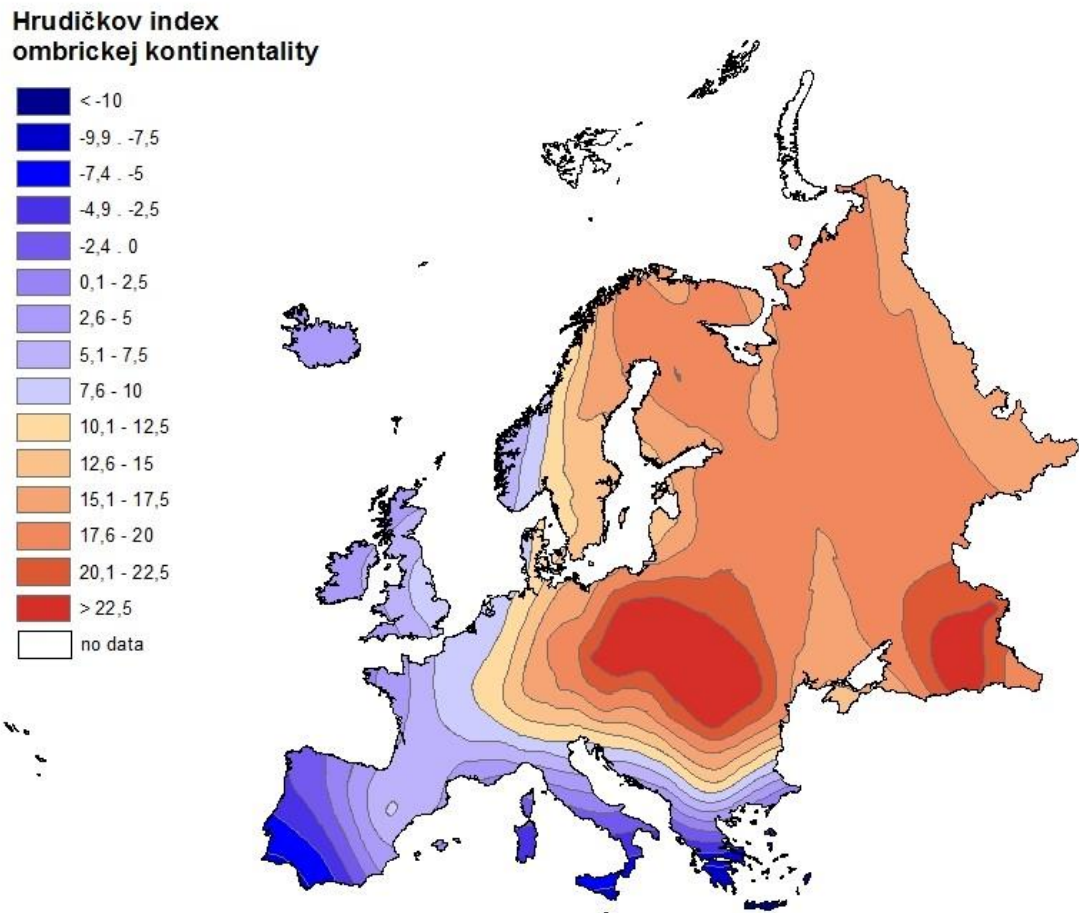 Hrudičkov index
ombrickej kontinentality
< -10
-9,9 . -7,5
-7,4 . -5
-4,9 . -2,5
-2,4 . 0
0,1 - 2,5
2,6 - 5
5,1 - 7,5
7,6 - 10
10,1 - 12,5
12,6 - 15
15,1 - 17,5
17,6 - 20
20,1 - 22,5
> 22,5
no data